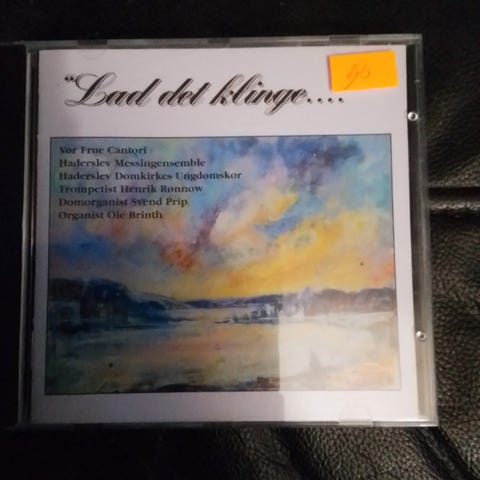 "Lad det klinge....
50
Vor Frue Cantori
Haderslev Messingensemble
Haderslev Domkirkes Ungdomskor
Trompetist Henrik Rønnow
Domorganist Svend Prip
Organist Ole Brinth